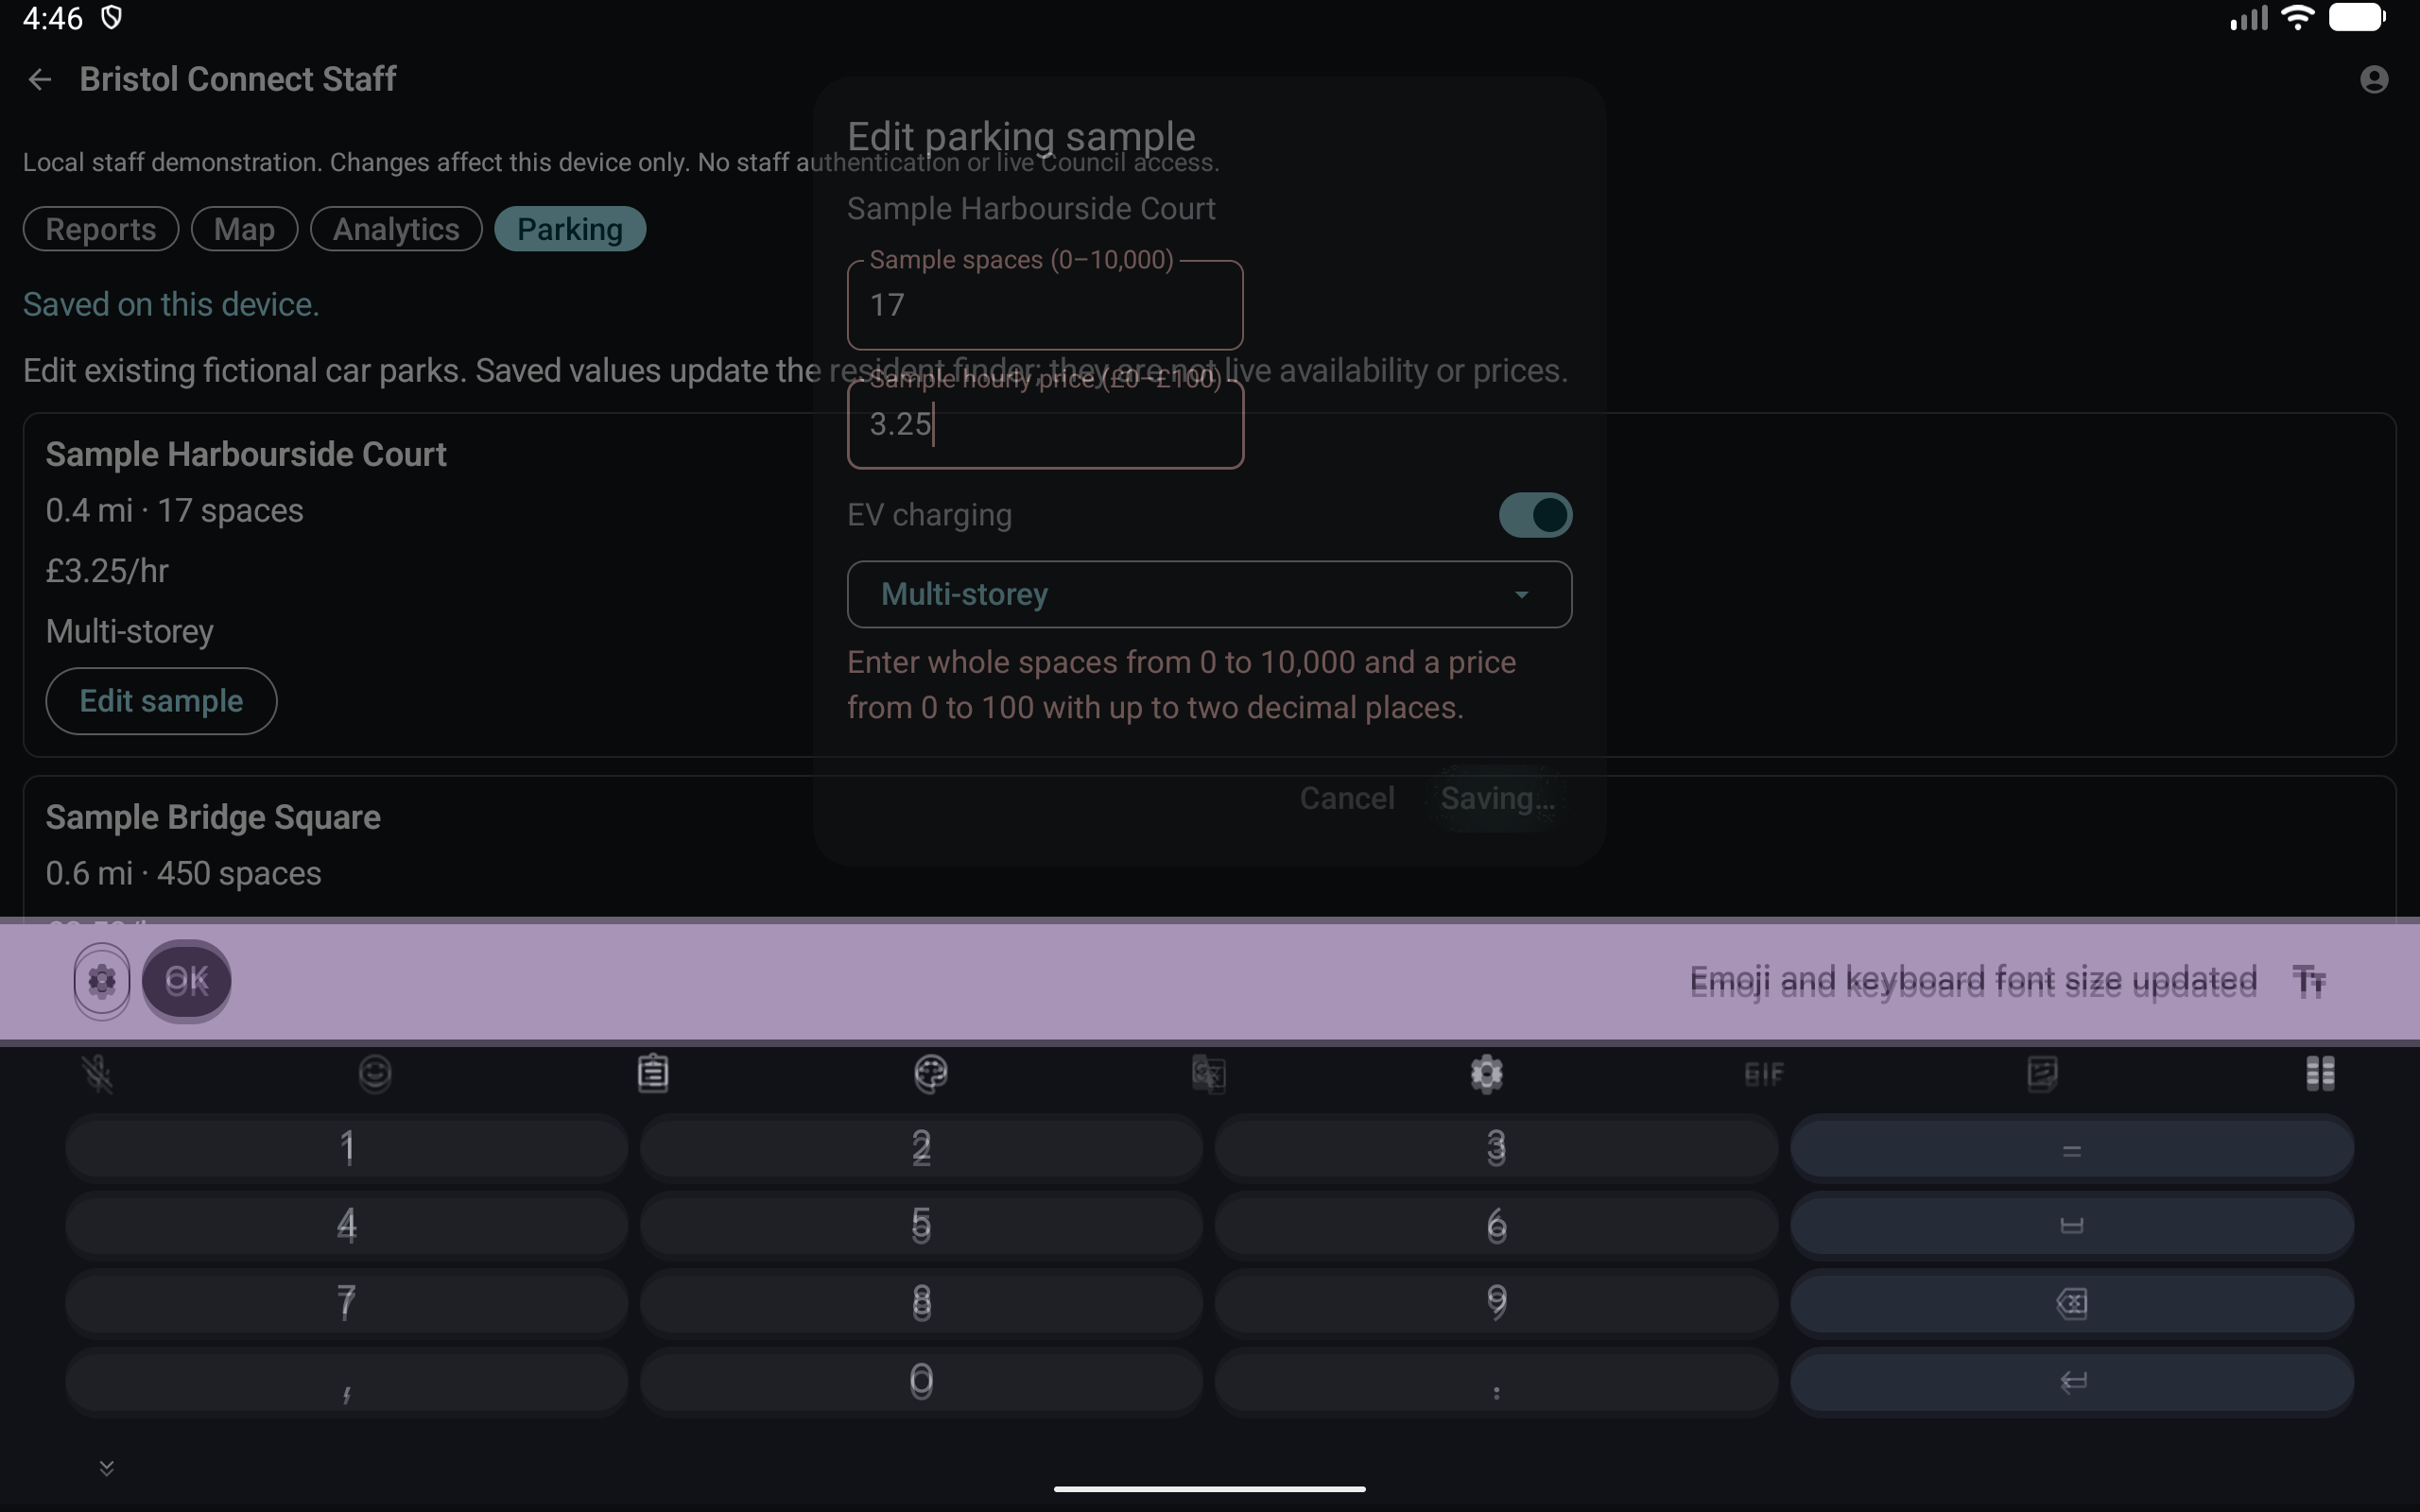 4:46
Bristol Connect Staff
Local staff demonstration. Changes affect this device only. No staff authentication or live Council access.
Reports Map Analytics Parking
Saved on this device.
Edit existing fictional car parks. Saved values update the resident finder; they are not live availability or prices.
Sample Harbourside Court
0.4 mi · 17 spaces
£3.25/hr
Multi-storey
Edit sample
Sample Bridge Square
0.6 mi · 450 spaces
Edit parking sample
Sample Harbourside Court
Sample spaces (0–10,000)
17
Sample hourly price (£0–£100)
3.25
EV charging
Multi-storey
Enter whole spaces from 0 to 10,000 and a price
from 0 to 100 with up to two decimal places.
Cancel Saving…
OK Emoji and keyboard font size updated Tт
GIF
1 2 3 =
4 5 6
7 8 9
, 0 .